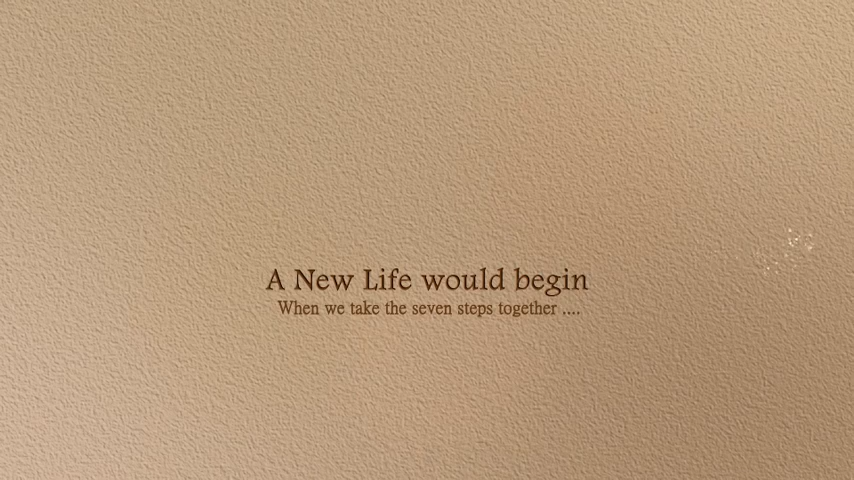 A New Life would begin
When we take the seven steps together ....